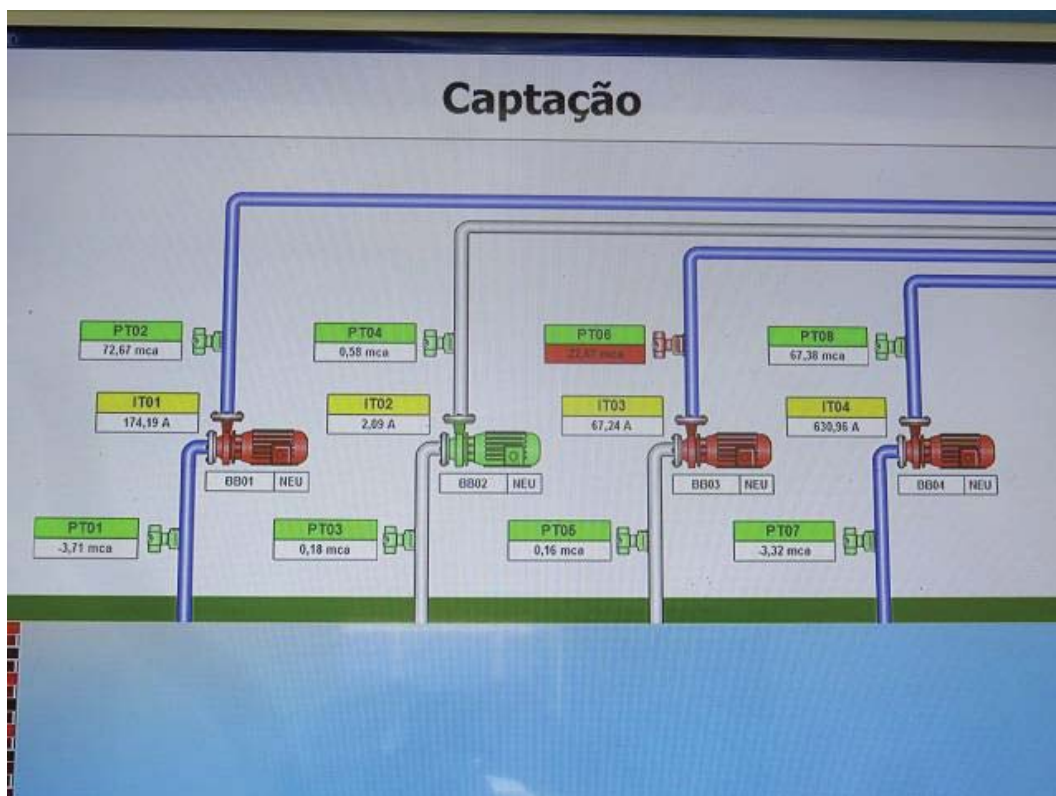 Captação
PT02
72,67 mca
PT04
0,58 mca
PT06
PT08
67,38 mca
IT01
174,19 A
IT02
2,09 A
IT03
67,24 A
IT04
630,96 A
BB01 NEU
BB02 NEU
BB03 NEU
BB04 NEU
PT01
-3,71 mca
PT03
0,18 mca
PT05
0,16 mca
PT07
-3,32 mca